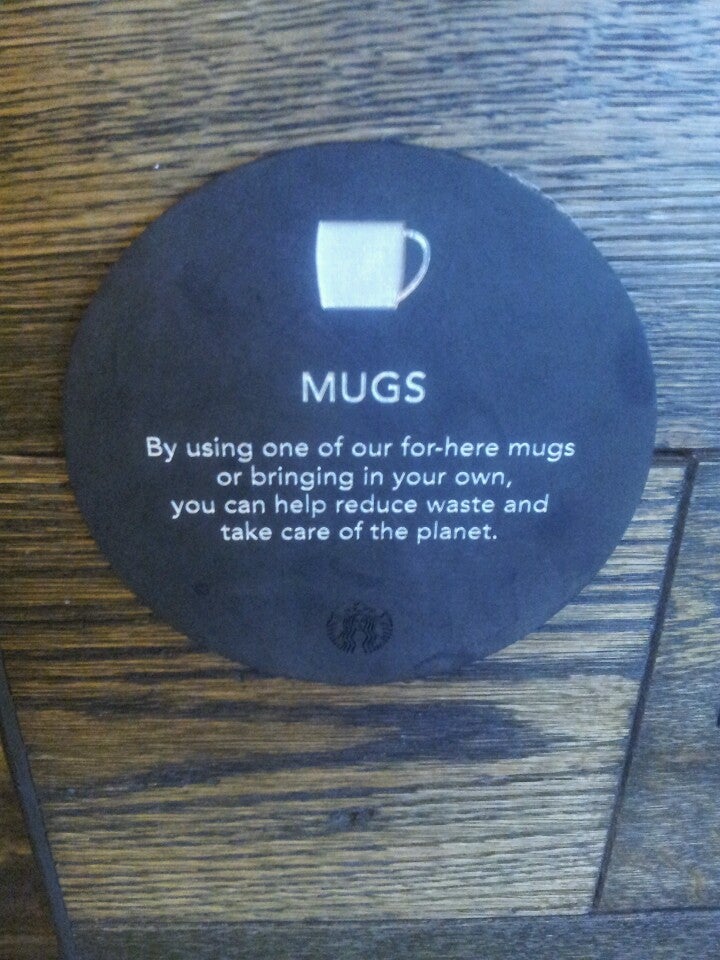 MUGS
By using one of our for-here mugs
or bringing in your own,
you can help reduce waste and
take care of the planet.